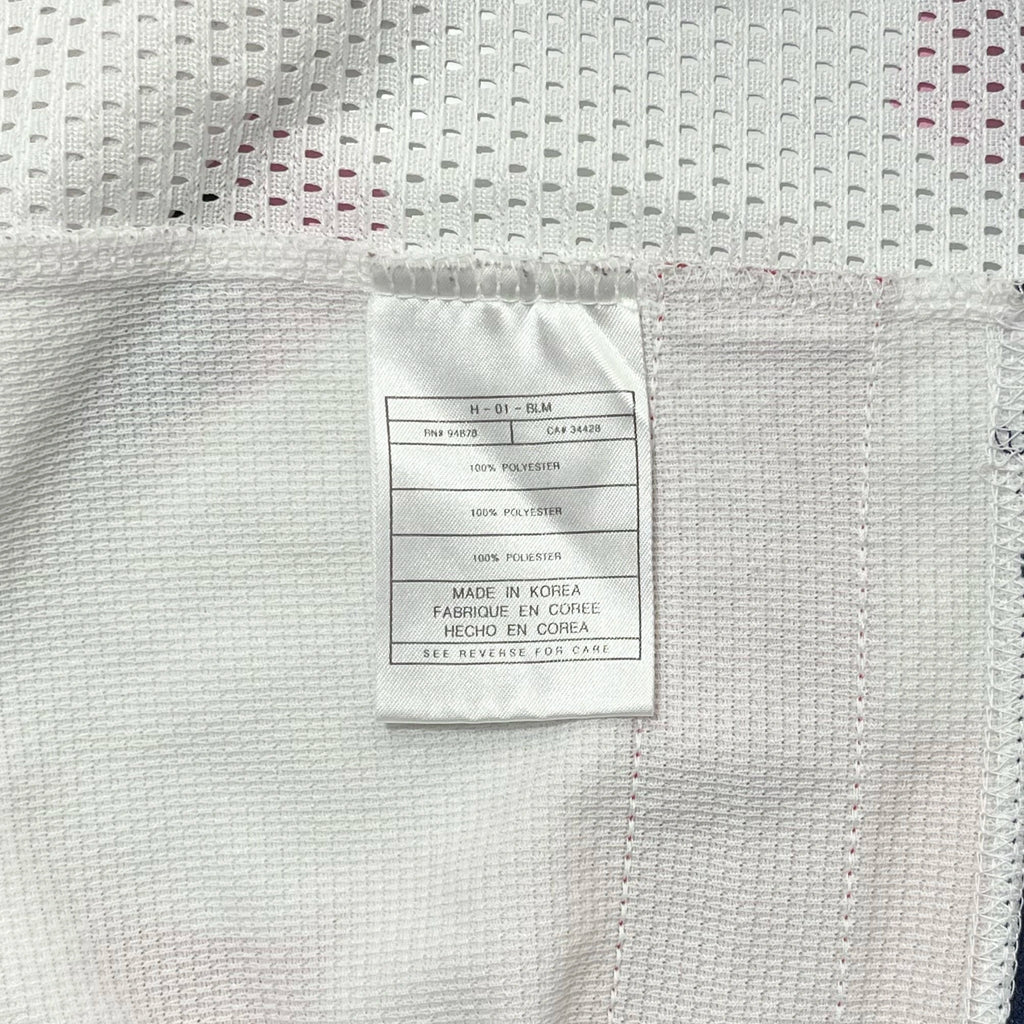 H - 01 - BLM
RN# 94878 CA# 34428
100% POLYESTER
100% POLYESTER
100% POLIESTER
MADE IN KOREA
FABRIQUE EN COREE
HECHO EN COREA
SEE REVERSE FOR CARE